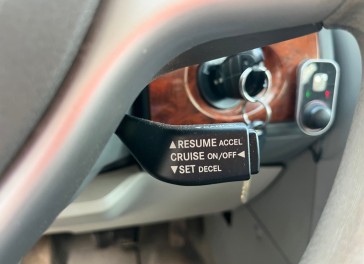 ▲RESUME ACCEL
CRUISE ON/OFF◀
▼SET DECEL